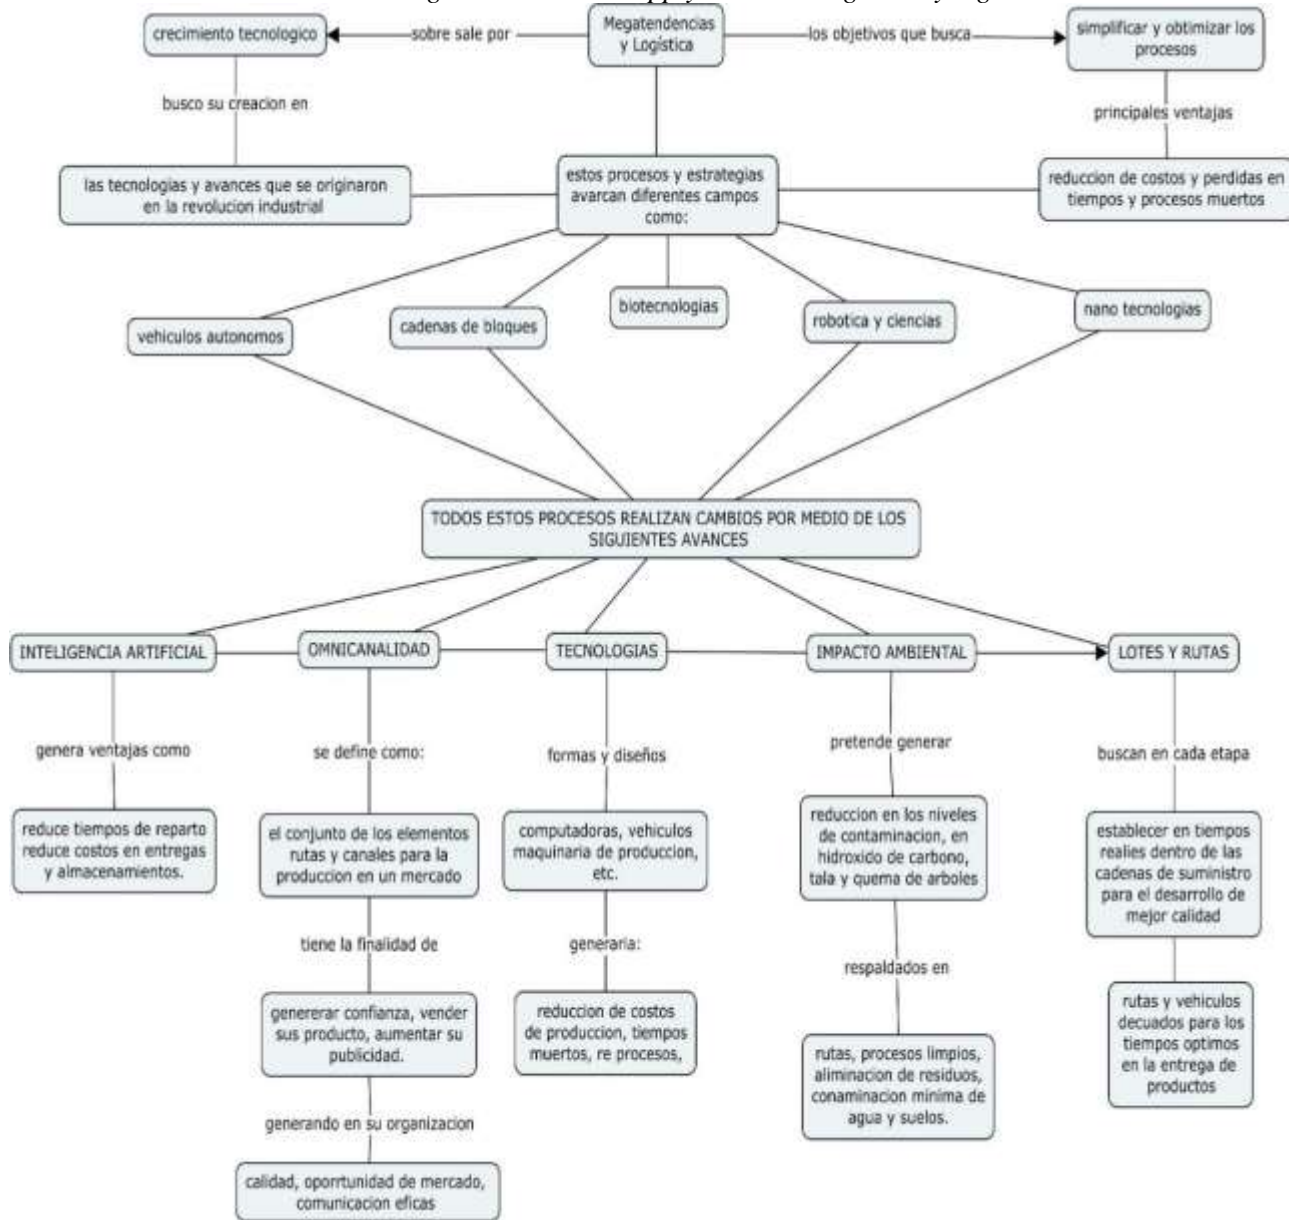 Megatendencias
y Logística
crecimiento tecnologico
sobre sale por
los objetivos que busca
simplificar y obtimizar los
procesos
busco su creacion en
principales ventajas
las tecnologias y avances que se originaron
en la revolucion industrial
estos procesos y estrategias
avarcan diferentes campos
como:
reduccion de costos y perdidas en
tiempos y procesos muertos
vehiculos autonomos
cadenas de bloques
biotecnologias
robotica y ciencias
nano tecnologias
TODOS ESTOS PROCESOS REALIZAN CAMBIOS POR MEDIO DE LOS
SIGUIENTES AVANCES
INTELIGENCIA ARTIFICIAL
OMNICANALIDAD
TECNOLOGIAS
IMPACTO AMBIENTAL
LOTES Y RUTAS
genera ventajas como
se define como:
formas y diseños
pretende generar
buscan en cada etapa
reduce tiempos de reparto
reduce costos en entregas
y almacenamientos.
el conjunto de los elementos
rutas y canales para la
produccion en un mercado
computadoras, vehiculos
maquinaria de produccion,
etc.
reduccion en los niveles
de contaminacion, en
hidroxido de carbono,
tala y quema de arboles
establecer en tiempos
realies dentro de las
cadenas de suministro
para el desarrollo de
mejor calidad
tiene la finalidad de
generaria:
respaldados en
genererar confianza, vender
sus producto, aumentar su
publicidad.
reduccion de costos
de produccion, tiempos
muertos, re procesos,
rutas, procesos limpios,
aliminacion de residuos,
conaminacion minima de
agua y suelos.
rutas y vehiculos
decuados para los
tiempos optimos
en la entrega de
productos
generando en su organizacion
calidad, oporrtunidad de mercado,
comunicacion eficas